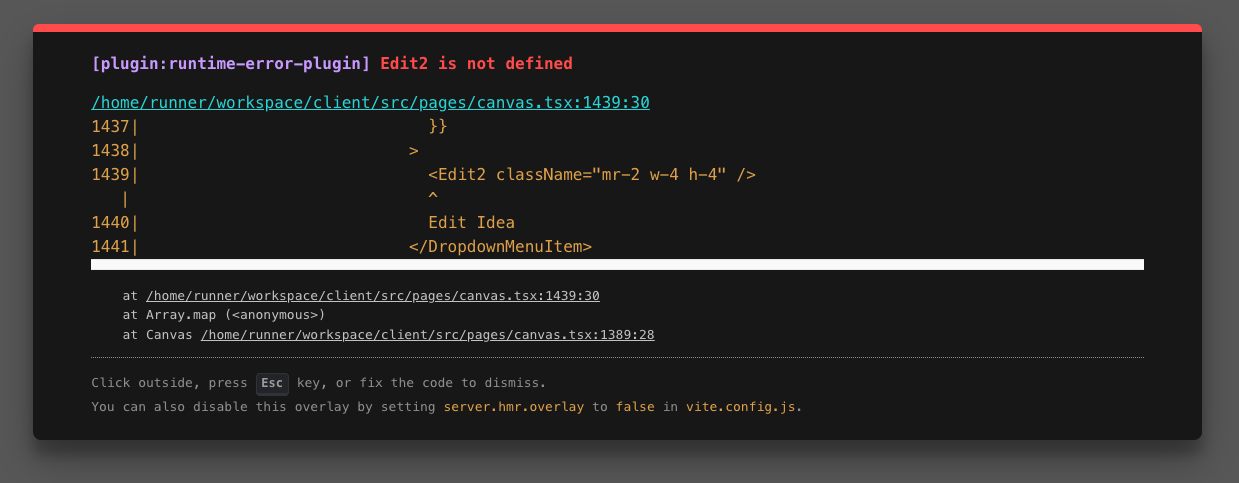 [plugin:runtime-error-plugin] Edit2 is not defined
/home/runner/workspace/client/src/pages/canvas.tsx:1439:30
1437|                              }}
1438|                            >
1439|                              <Edit2 className="mr-2 w-4 h-4" />
   |                               ^
1440|                              Edit Idea
1441|                            </DropdownMenuItem>
at /home/runner/workspace/client/src/pages/canvas.tsx:1439:30
at Array.map (<anonymous>)
at Canvas /home/runner/workspace/client/src/pages/canvas.tsx:1389:28
Click outside, press Esc key, or fix the code to dismiss.
You can also disable this overlay by setting server.hmr.overlay to false in vite.config.js.